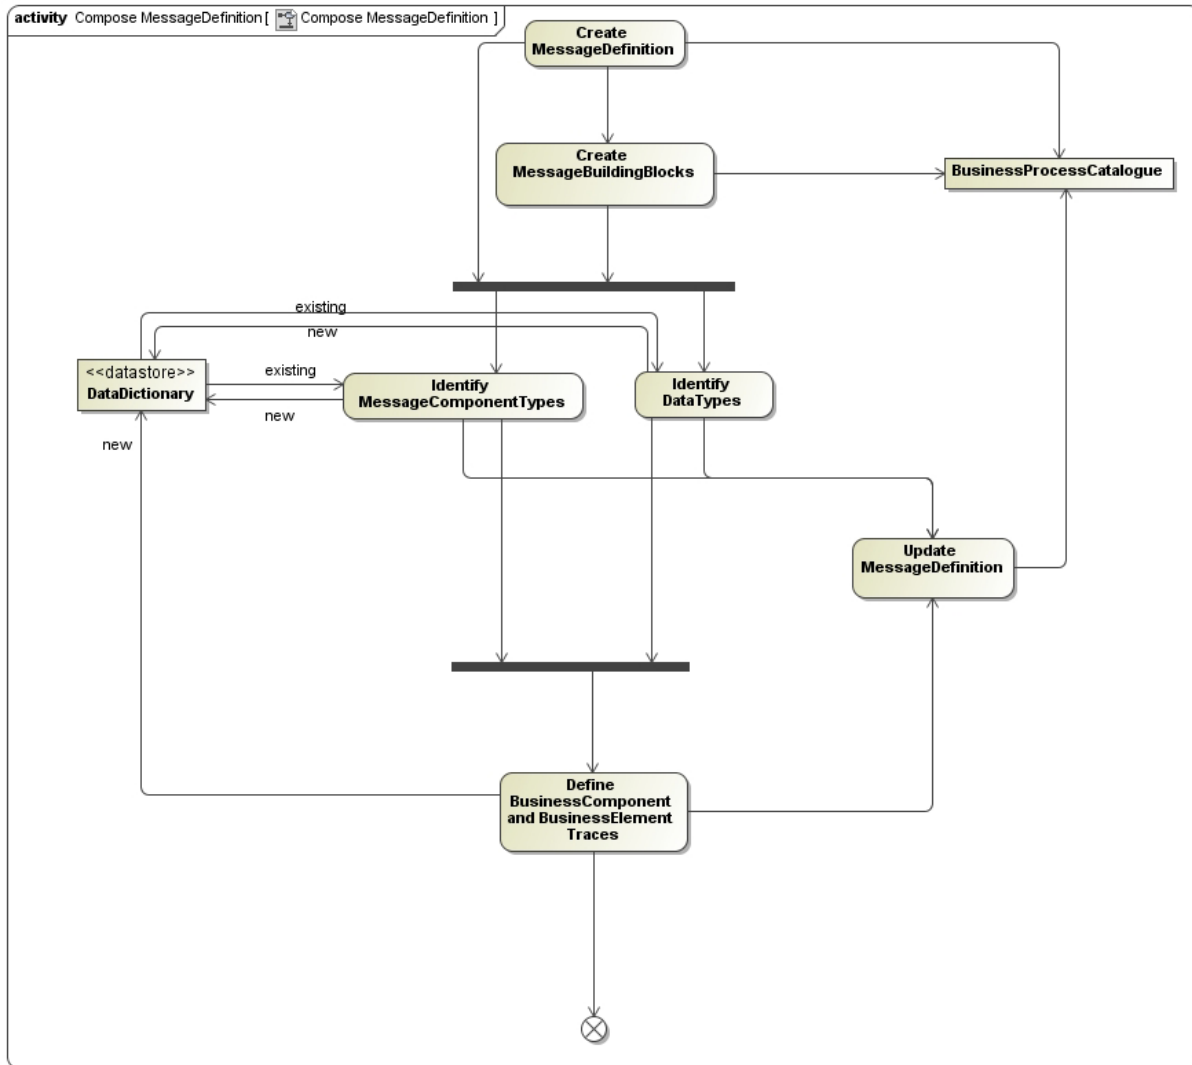 activity Compose MessageDefinition [ Compose MessageDefinition ]
Create
MessageDefinition
Create
MessageBuildingBlocks
BusinessProcessCatalogue
existing
new
<<datastore>>
DataDictionary
existing
new
Identify
MessageComponentTypes
Identify
DataTypes
new
Update
MessageDefinition
Define
BusinessComponent
and BusinessElement
Traces